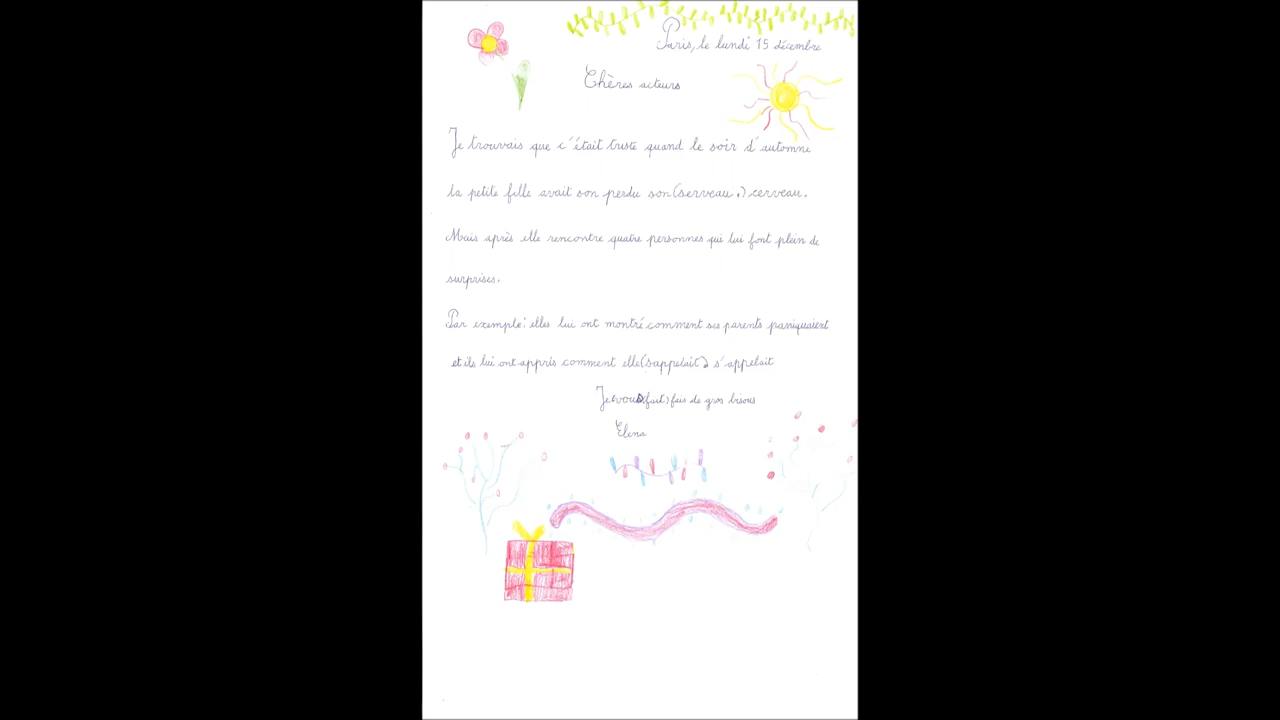 Paris, le lundi 15 décembre
Chères acteurs
Je trouvais que c'était triste quand le soir d'automne
la petite fille avait son perdu son (serveau.) cerveau.
Mais après elle rencontre quatre personnes qui lui font plein de
surprises.
Par exemple : elles lui ont montré comment ses parents paniquaient
et ils lui ont appris comment elle (sappelait) s'appelait
Je (vous fait) fais de gros bisous
Elena